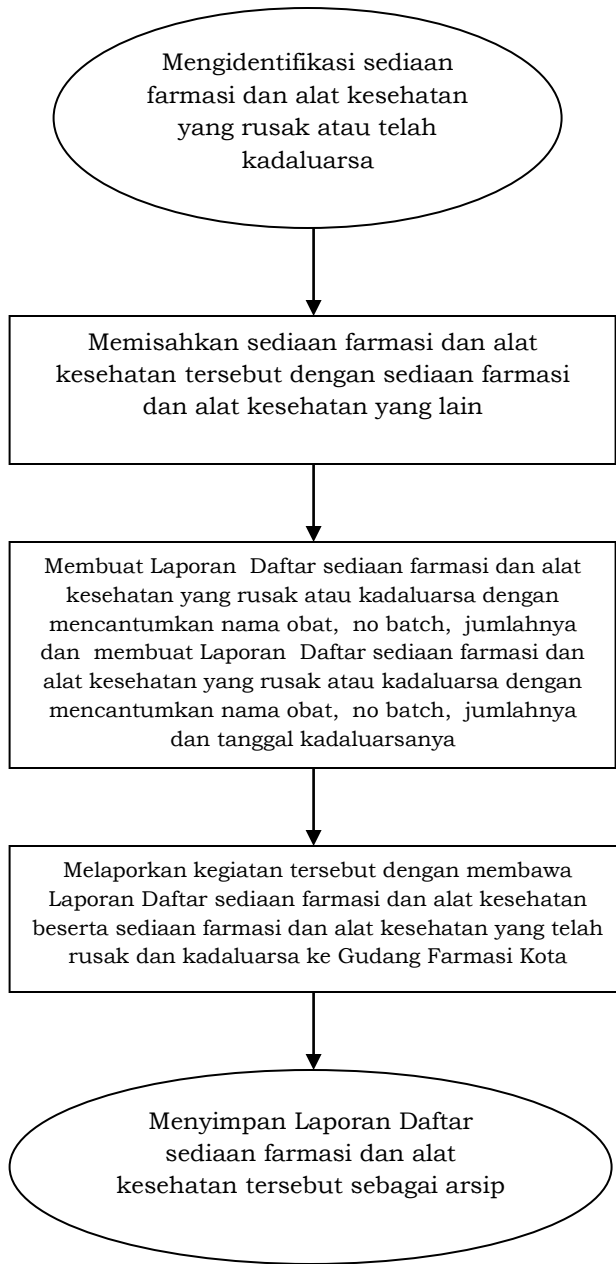 Mengidentifikasi sediaan
farmasi dan alat kesehatan
yang rusak atau telah
kadaluarsa
Memisahkan sediaan farmasi dan alat
kesehatan tersebut dengan sediaan farmasi
dan alat kesehatan yang lain
Membuat Laporan  Daftar sediaan farmasi dan alat
kesehatan yang rusak atau kadaluarsa dengan
mencantumkan nama obat,  no batch,  jumlahnya
dan  membuat Laporan  Daftar sediaan farmasi dan
alat kesehatan yang rusak atau kadaluarsa dengan
mencantumkan nama obat,  no batch,  jumlahnya
dan tanggal kadaluarsanya
Melaporkan kegiatan tersebut dengan membawa
Laporan Daftar sediaan farmasi dan alat kesehatan
beserta sediaan farmasi dan alat kesehatan yang telah
rusak dan kadaluarsa ke Gudang Farmasi Kota
Menyimpan Laporan Daftar
sediaan farmasi dan alat
kesehatan tersebut sebagai arsip